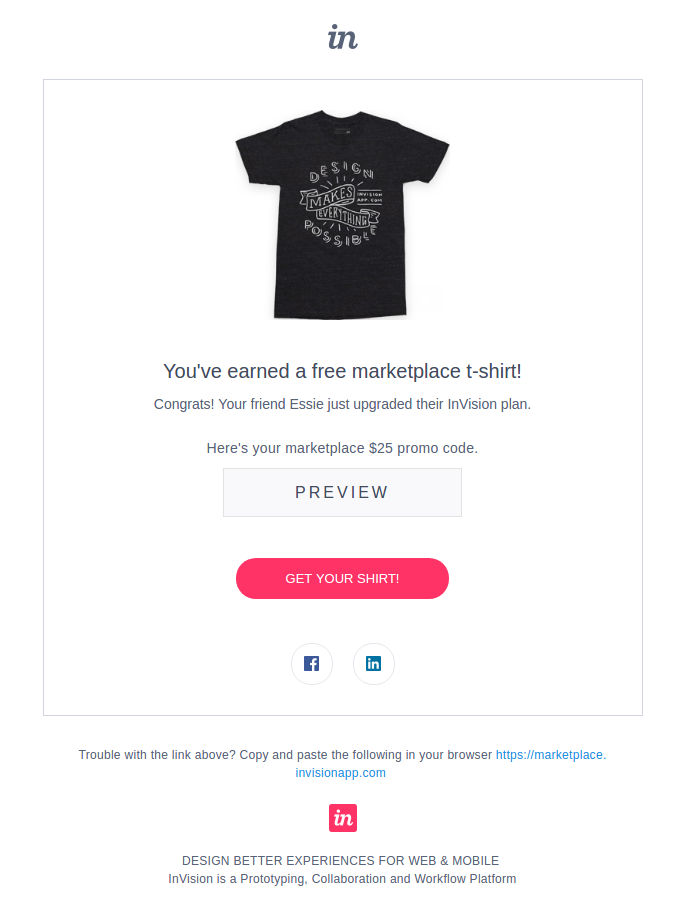 in
DESIGN
MAKES
EVERYTHING
POSSIBLE
INVISION
APP.COM
You've earned a free marketplace t-shirt!
Congrats! Your friend Essie just upgraded their InVision plan.
Here's your marketplace $25 promo code.
PREVIEW
GET YOUR SHIRT!
f in
Trouble with the link above? Copy and paste the following in your browser https://marketplace.
invisionapp.com
in
DESIGN BETTER EXPERIENCES FOR WEB & MOBILE
InVision is a Prototyping, Collaboration and Workflow Platform